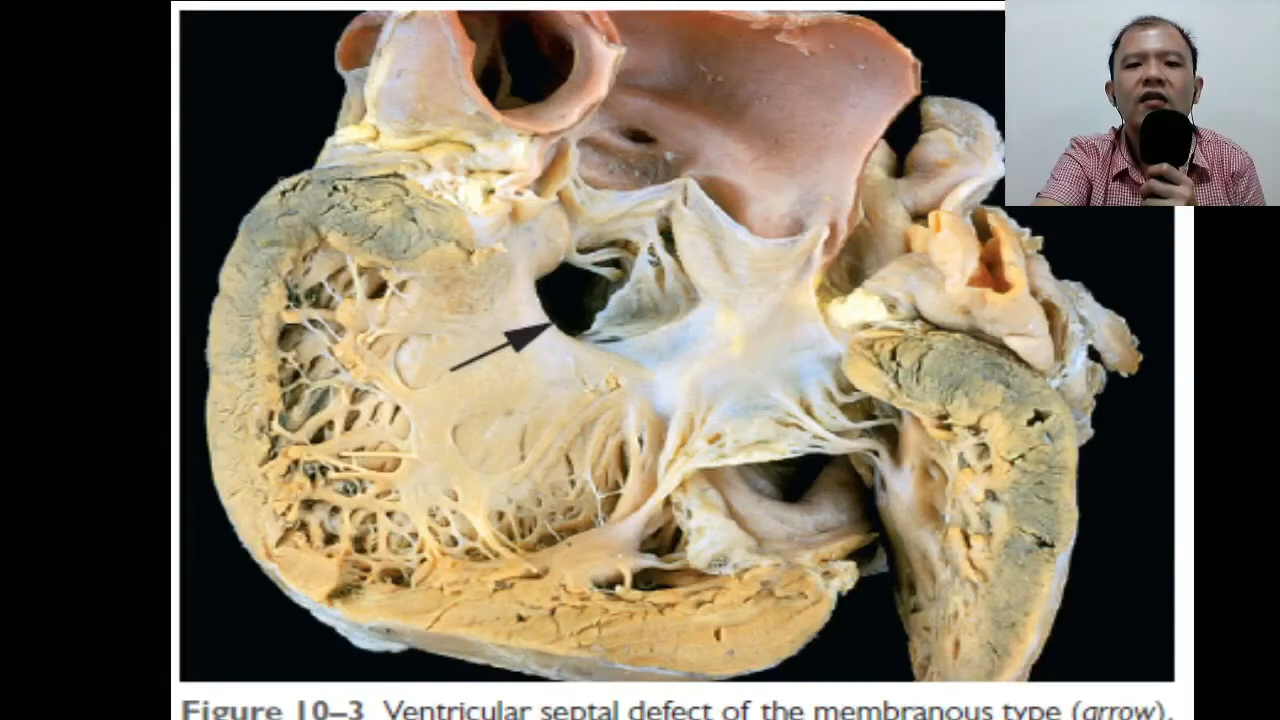 Figure 10–3 Ventricular septal defect of the membranous type (arrow).